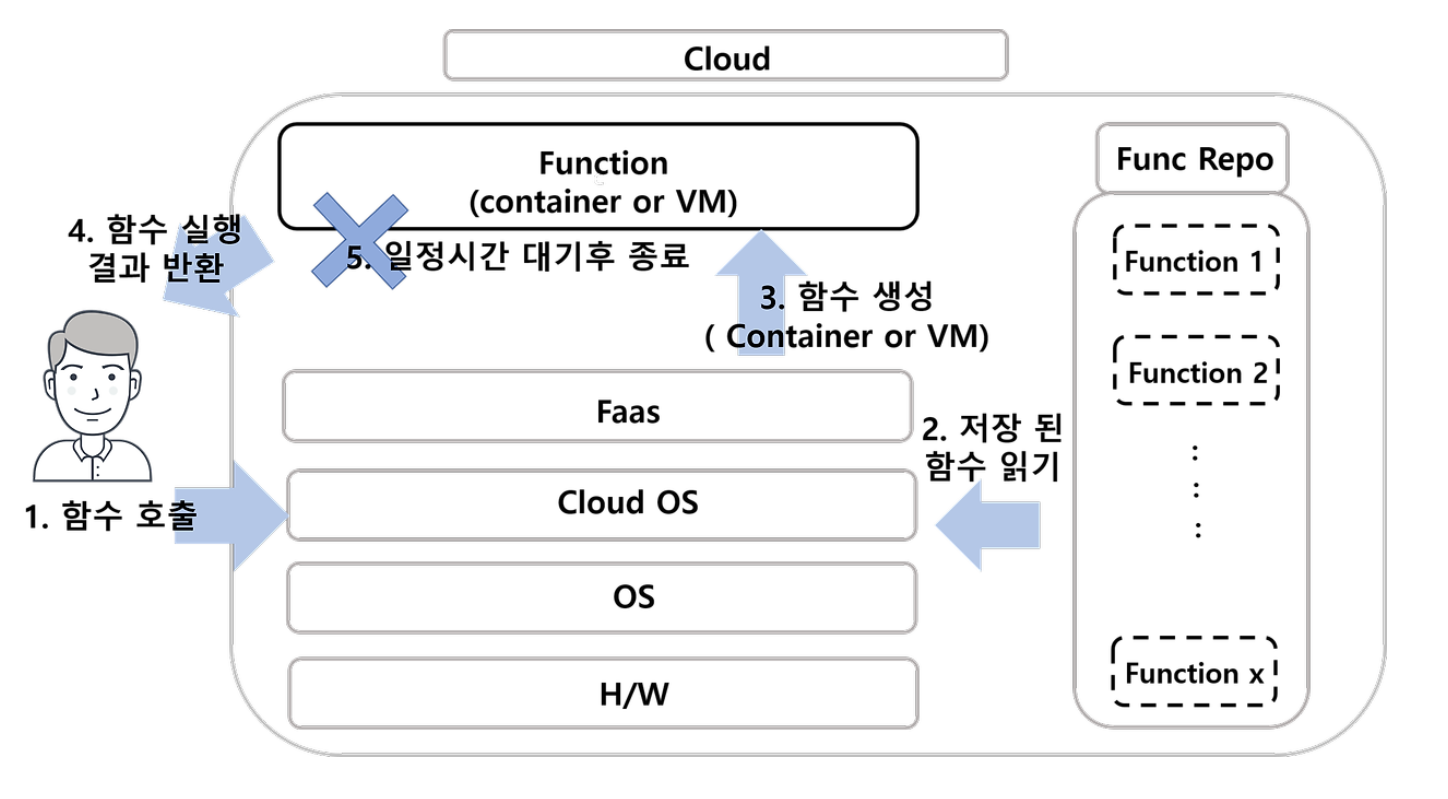 Cloud
Function
(container or VM)
Func Repo
4. 함수 실행
결과 반환
5. 일정시간 대기후 종료
3. 함수 생성
( Container or VM)
Function 1
Function 2
:
:
:
Function x
Faas
2. 저장 된
함수 읽기
Cloud OS
1. 함수 호출
OS
H/W